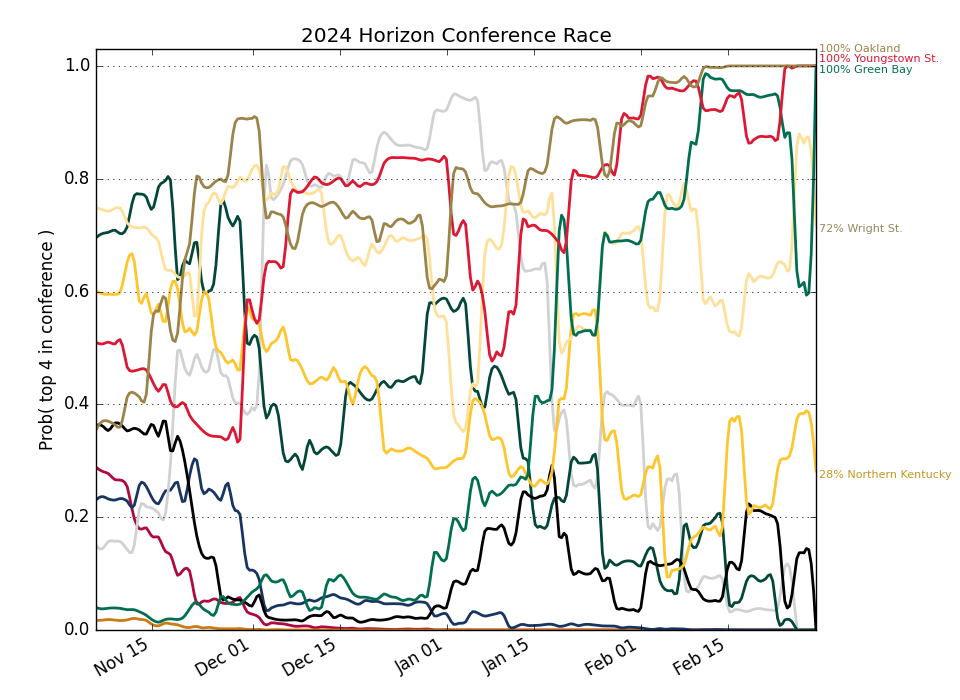 2024 Horizon Conference Race
100% Oakland
100% Youngstown St.
100% Green Bay
72% Wright St.
28% Northern Kentucky
Prob( top 4 in conference )
1.0
0.8
0.6
0.4
0.2
0.0
Nov 15
Dec 01
Dec 15
Jan 01
Jan 15
Feb 01
Feb 15